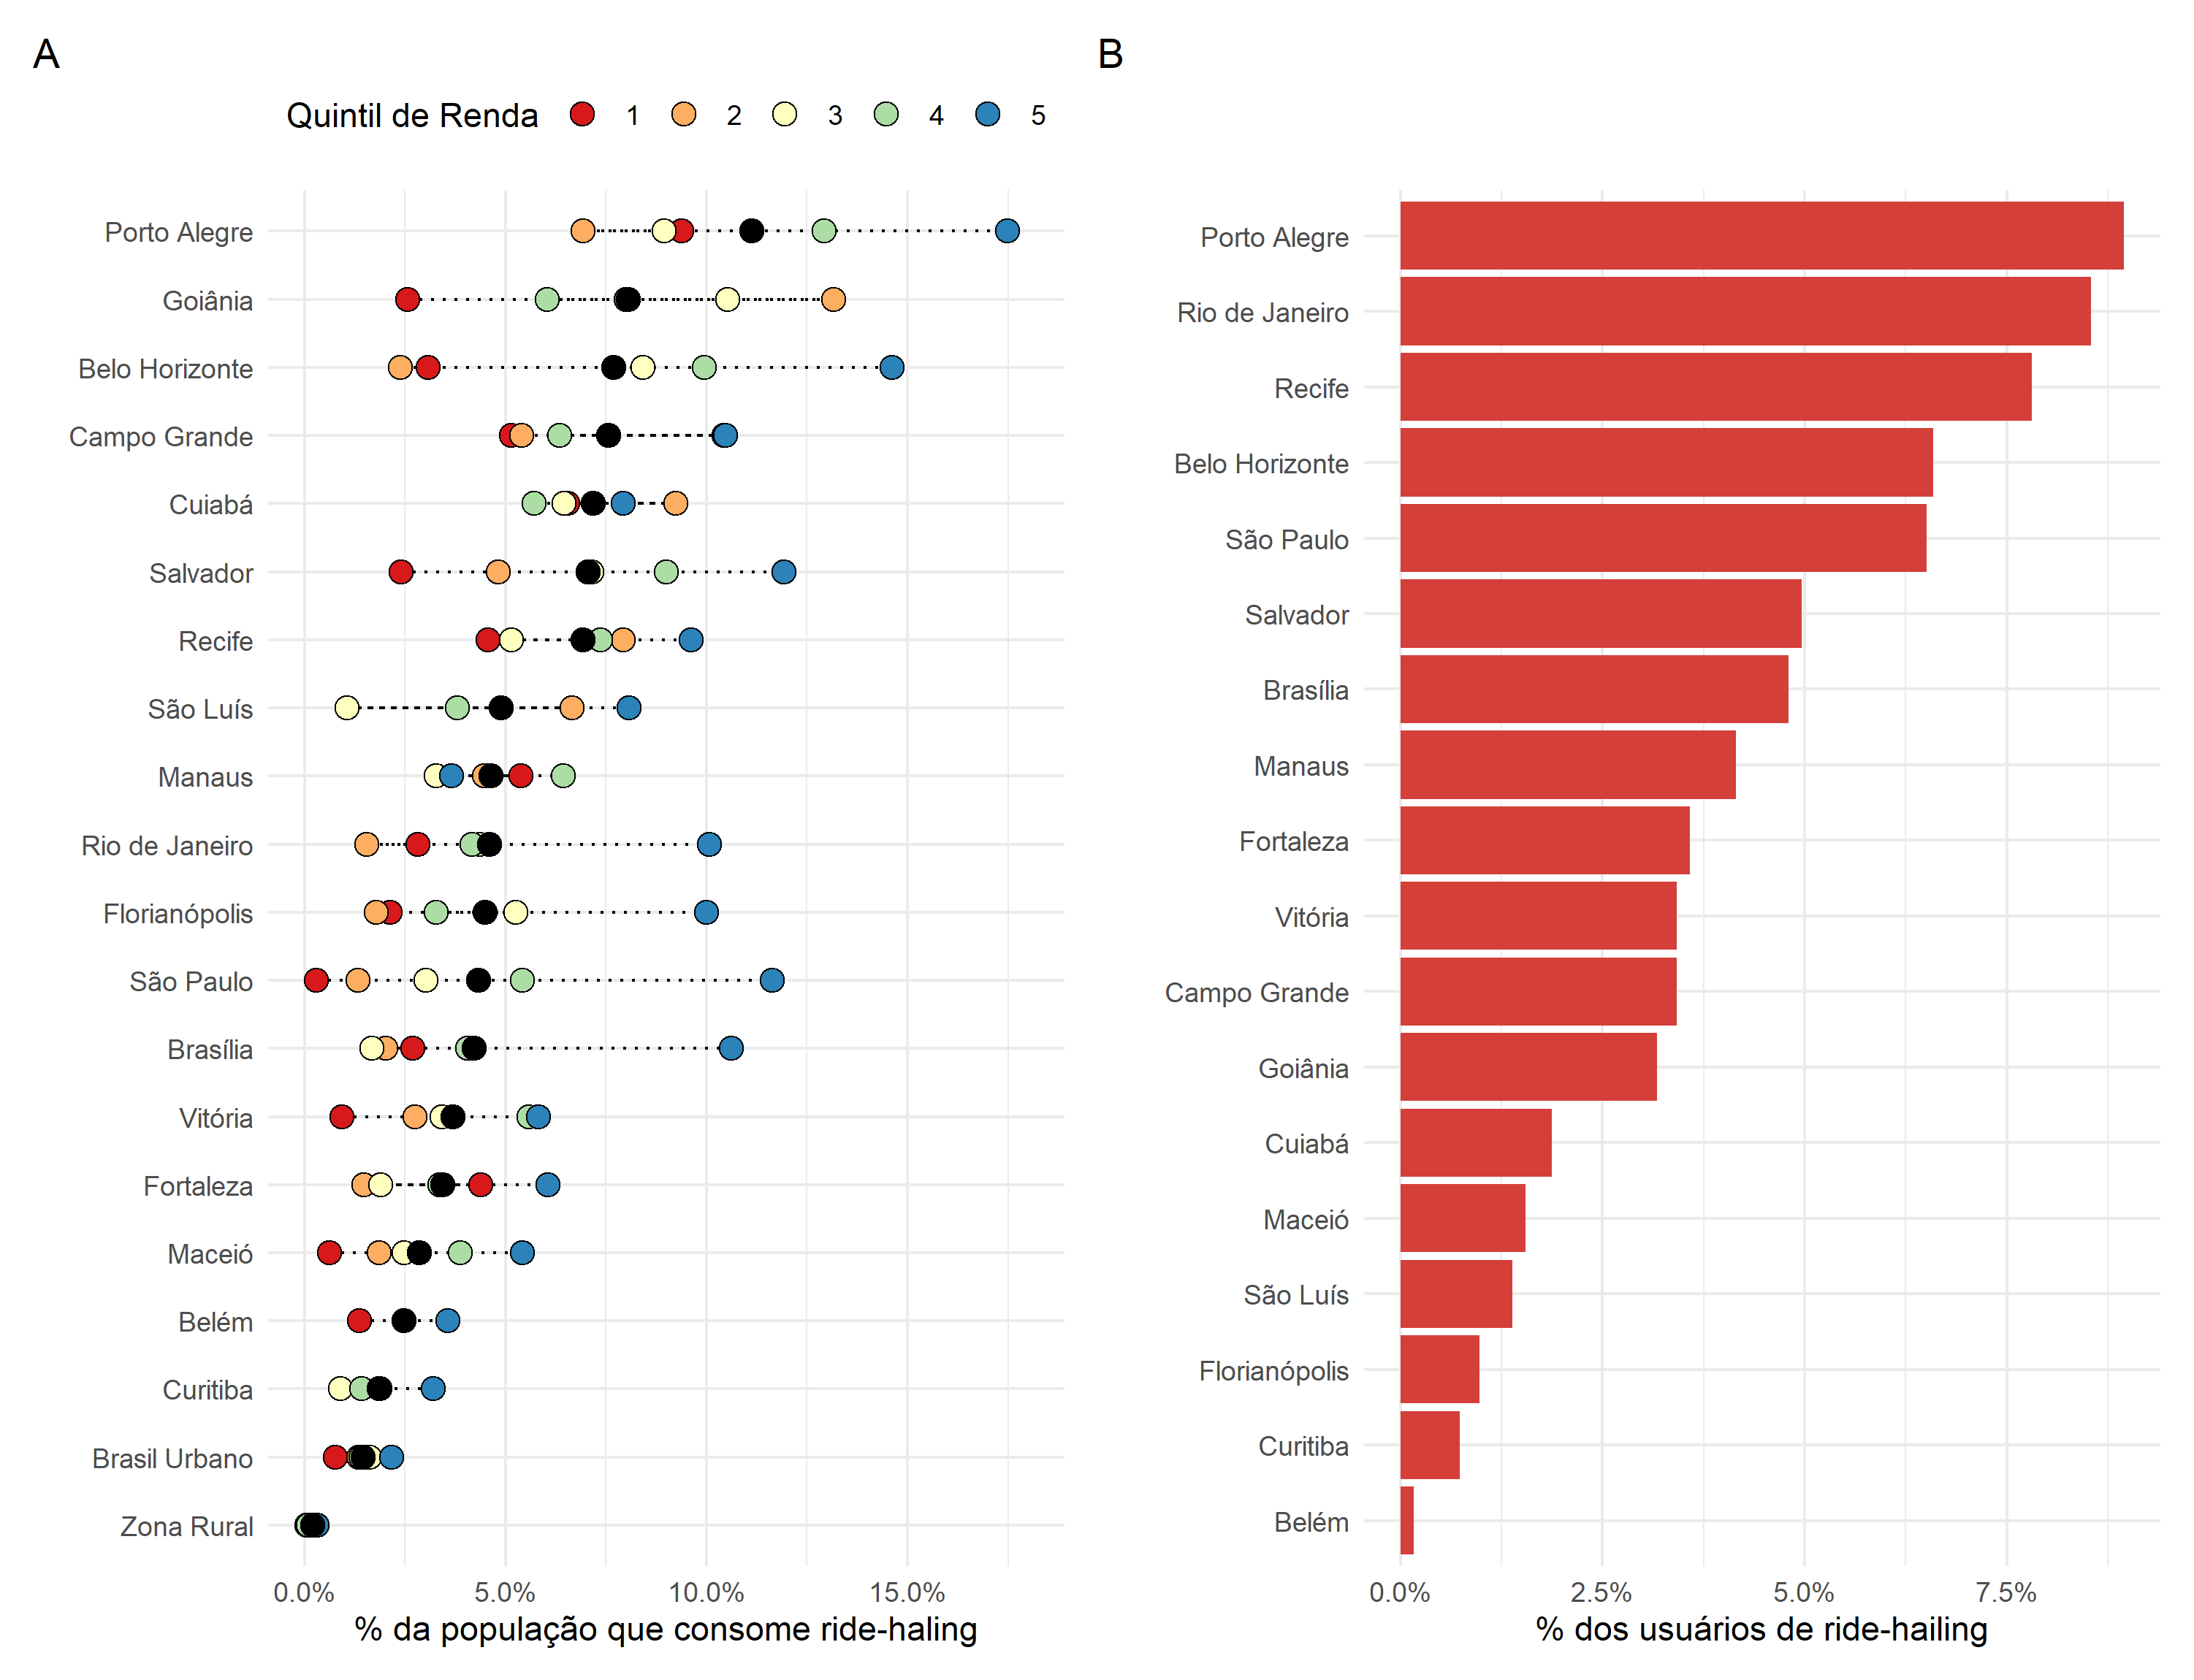 A
B
Quintil de Renda 1 2 3 4 5
Porto Alegre
Goiânia
Belo Horizonte
Campo Grande
Cuiabá
Salvador
Recife
São Luís
Manaus
Rio de Janeiro
Florianópolis
São Paulo
Brasília
Vitória
Fortaleza
Maceió
Belém
Curitiba
Brasil Urbano
Zona Rural
0.0% 5.0% 10.0% 15.0%
% da população que consome ride-haling
Porto Alegre
Rio de Janeiro
Recife
Belo Horizonte
São Paulo
Salvador
Brasília
Manaus
Fortaleza
Vitória
Campo Grande
Goiânia
Cuiabá
Maceió
São Luís
Florianópolis
Curitiba
Belém
0.0% 2.5% 5.0% 7.5%
% dos usuários de ride-hailing